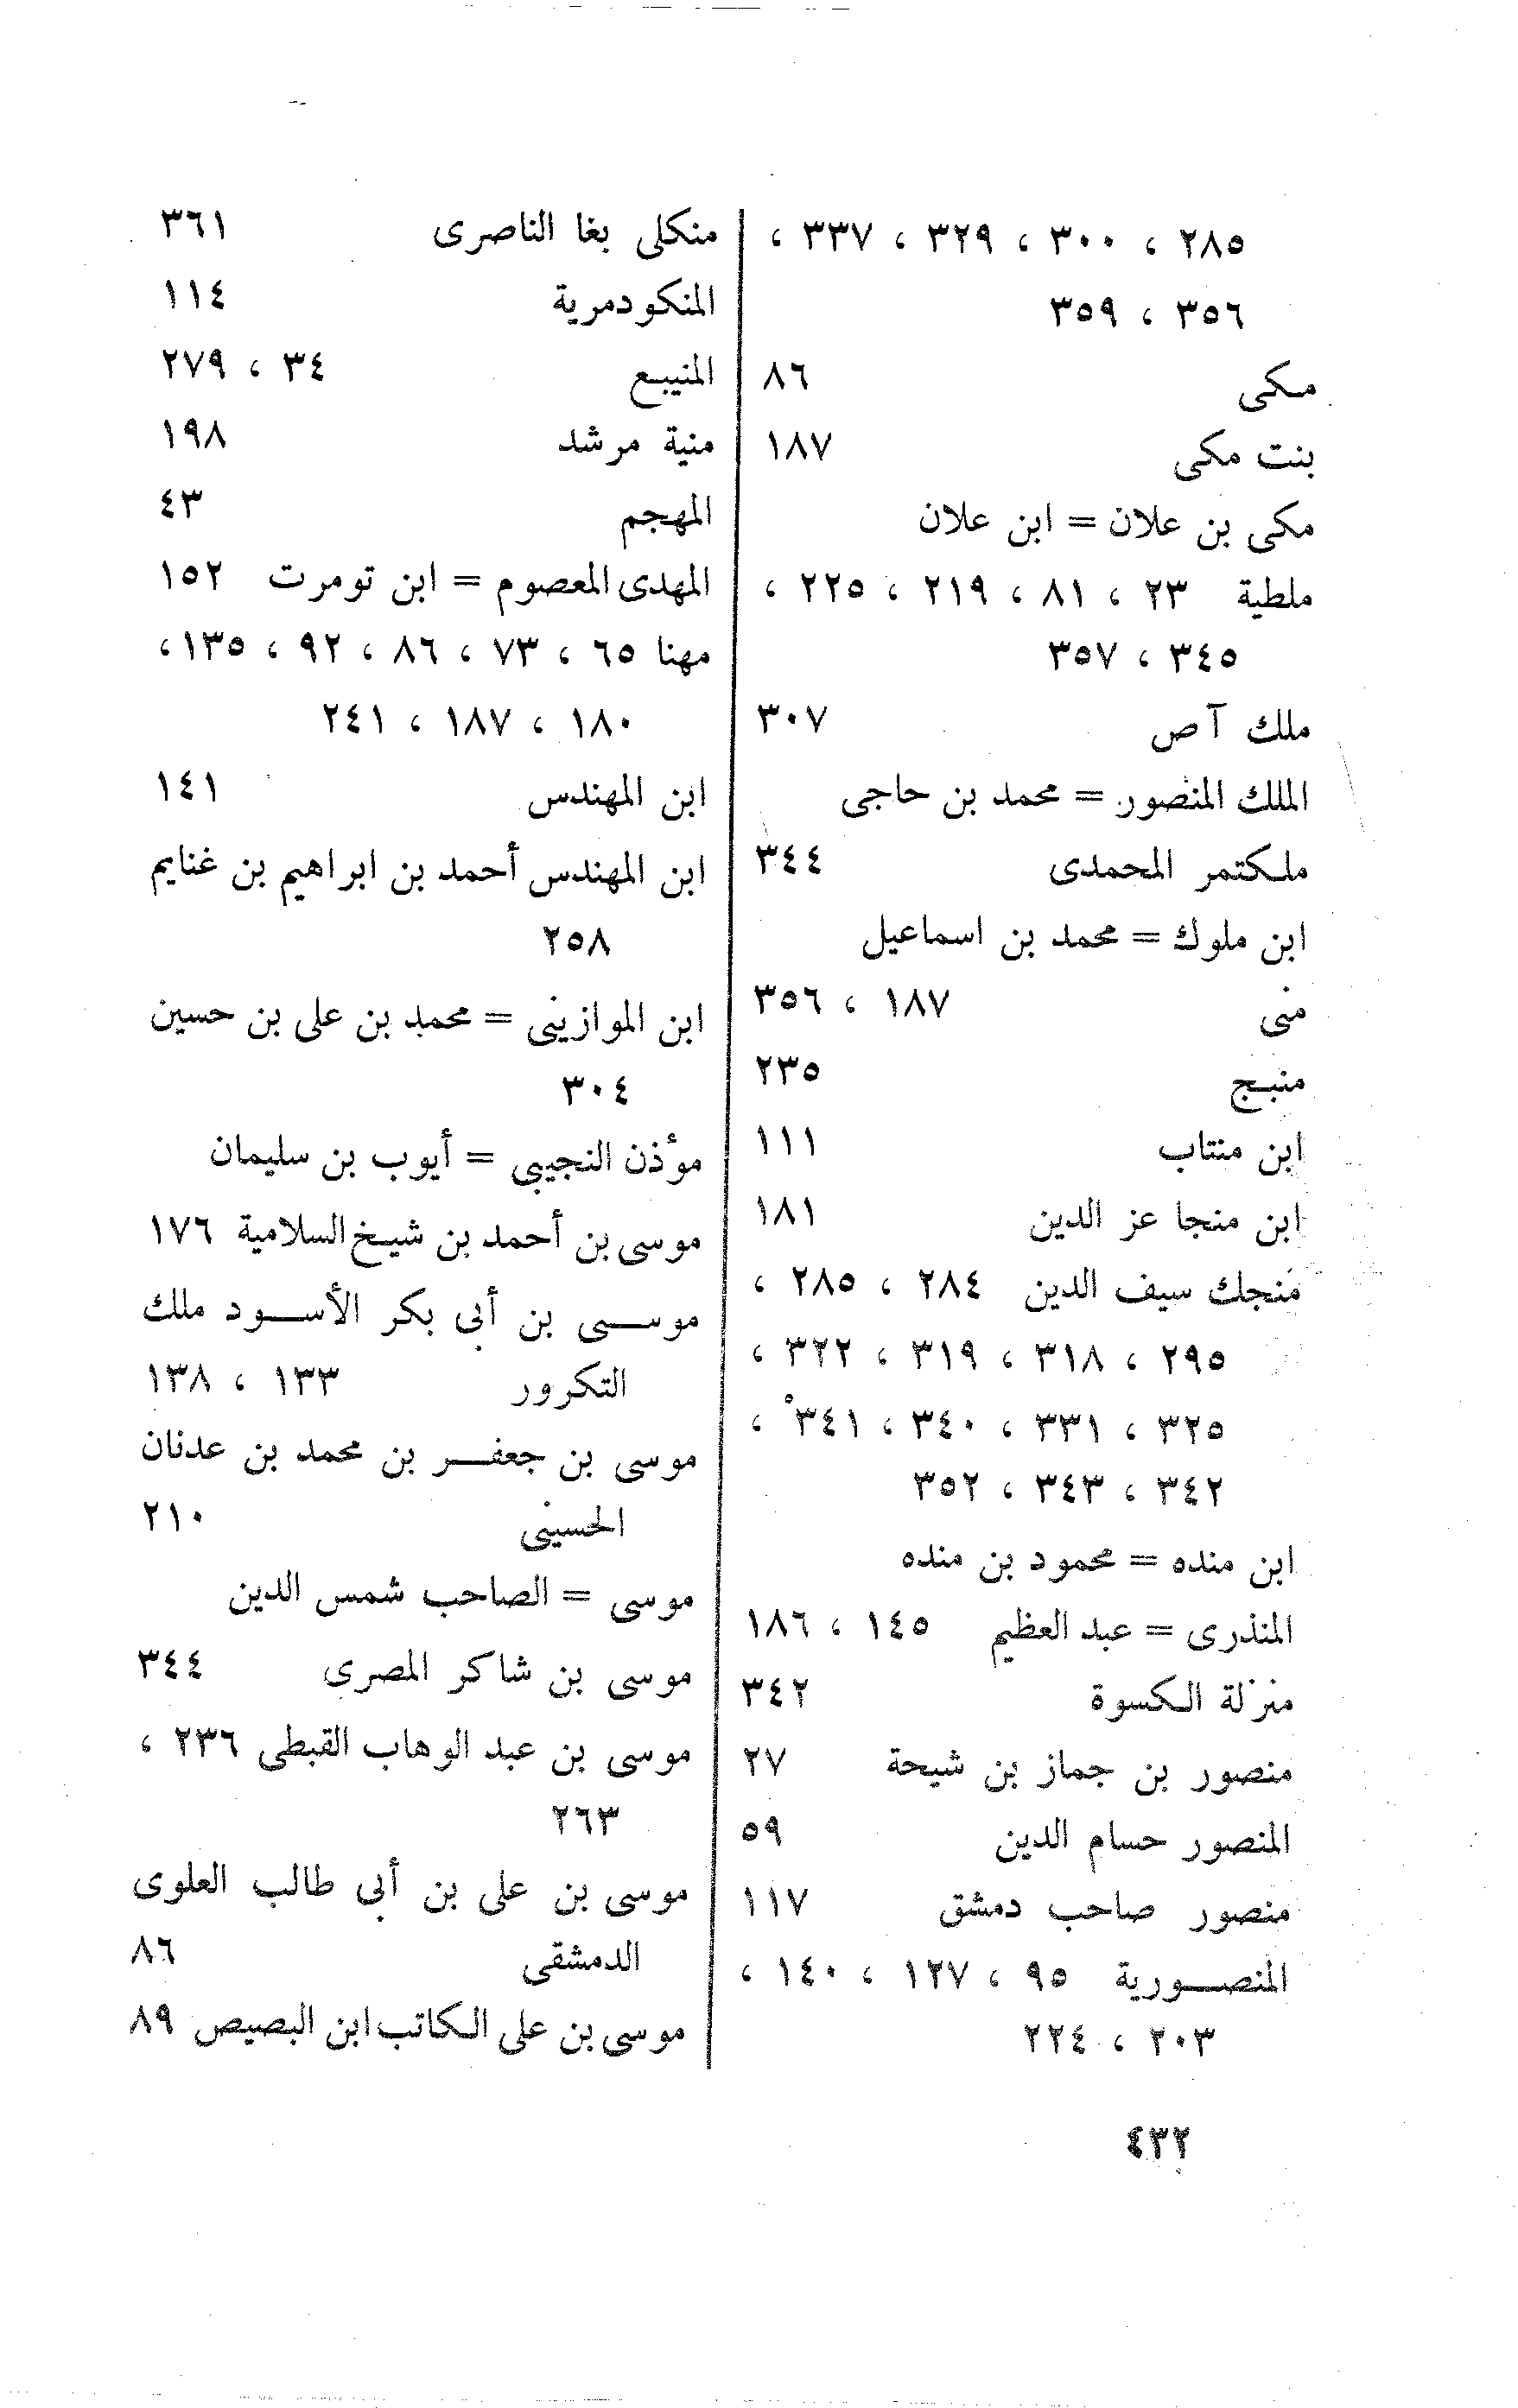 ٢٨٥ ، ٣٠٠ ، ٣٢٩ ، ٣٣٧ ،
٣٥٦ ، ٣٥٩
مكى ٨٦
بنت مكى ١٨٧
مكى بن علان = ابن علان
ملطية ٢٣ ، ٨١ ، ٢١٩ ، ٢٢٥ ،
٣٤٥ ، ٣٥٧
ملك آص ٣٠٧
الملك المنصور = محمد بن حاجى
ملكتمر المحمدى ٣٤٤
ابن ملوك = محمد بن اسماعيل
منى ١٨٧ ، ٣٥٦
منبج ٢٣٥
ابن منتاب ١١١
ابن منجا عز الدين ١٨١
منجك سيف الدين ٢٨٤ ، ٢٨٥ ،
٢٩٥ ، ٣١٨ ، ٣١٩ ، ٣٢٢ ،
٣٢٥ ، ٣٣١ ، ٣٤٠ ، ٣٤١ ،
٣٤٢ ، ٣٤٣ ، ٣٥٢
ابن منده = محمود بن منده
المنذرى = عبد العظيم ١٤٥ ، ١٨٦
منزلة الكسوة ٣٤٢
منصور بن جماز بن شيحة ٢٧
المنصور حسام الدين ٥٩
منصور صاحب دمشق ١١٧
المنصورية ٩٥ ، ١٢٧ ، ١٤٠ ،
٢٠٣ ، ٢٢٤
منكلى بغا الناصرى ٣٦١
المنكودمرية ١١٤
المنيبع ٣٤ ، ٢٧٩
منية مرشد ١٩٨
المهجم ٤٣
المهدى المعصوم = ابن تومرت ١٥٢
مهنا ٦٥ ، ٧٣ ، ٨٦ ، ٩٢ ، ١٣٥ ،
١٨٠ ، ١٨٧ ، ٢٤١
ابن المهندس ١٤١
ابن المهندس أحمد بن ابراهيم بن غنايم
٢٥٨
ابن الموازينى = محمد بن على بن حسين
٣٠٤
موٴذن النجيبى = أيوب بن سليمان
موسى بن أحمد بن شيخ السلامية ١٧٦
موسى بن أبى بكر الأسود ملك
التكرور ١٣٣ ، ١٣٨
موسى بن جعفر بن محمد بن عدنان
الحسينى ٢١٠
موسى = الصاحب شمس الدين
موسى بن شاكر المصرى ٣٤٤
موسى بن عبد الوهاب القبطى ٢٣٦ ،
٢٦٣
موسى بن على بن أبى طالب العلوى
الدمشقى ٨٦
موسى بن على الكاتب ابن البصيص ٨٩
٤٣٢